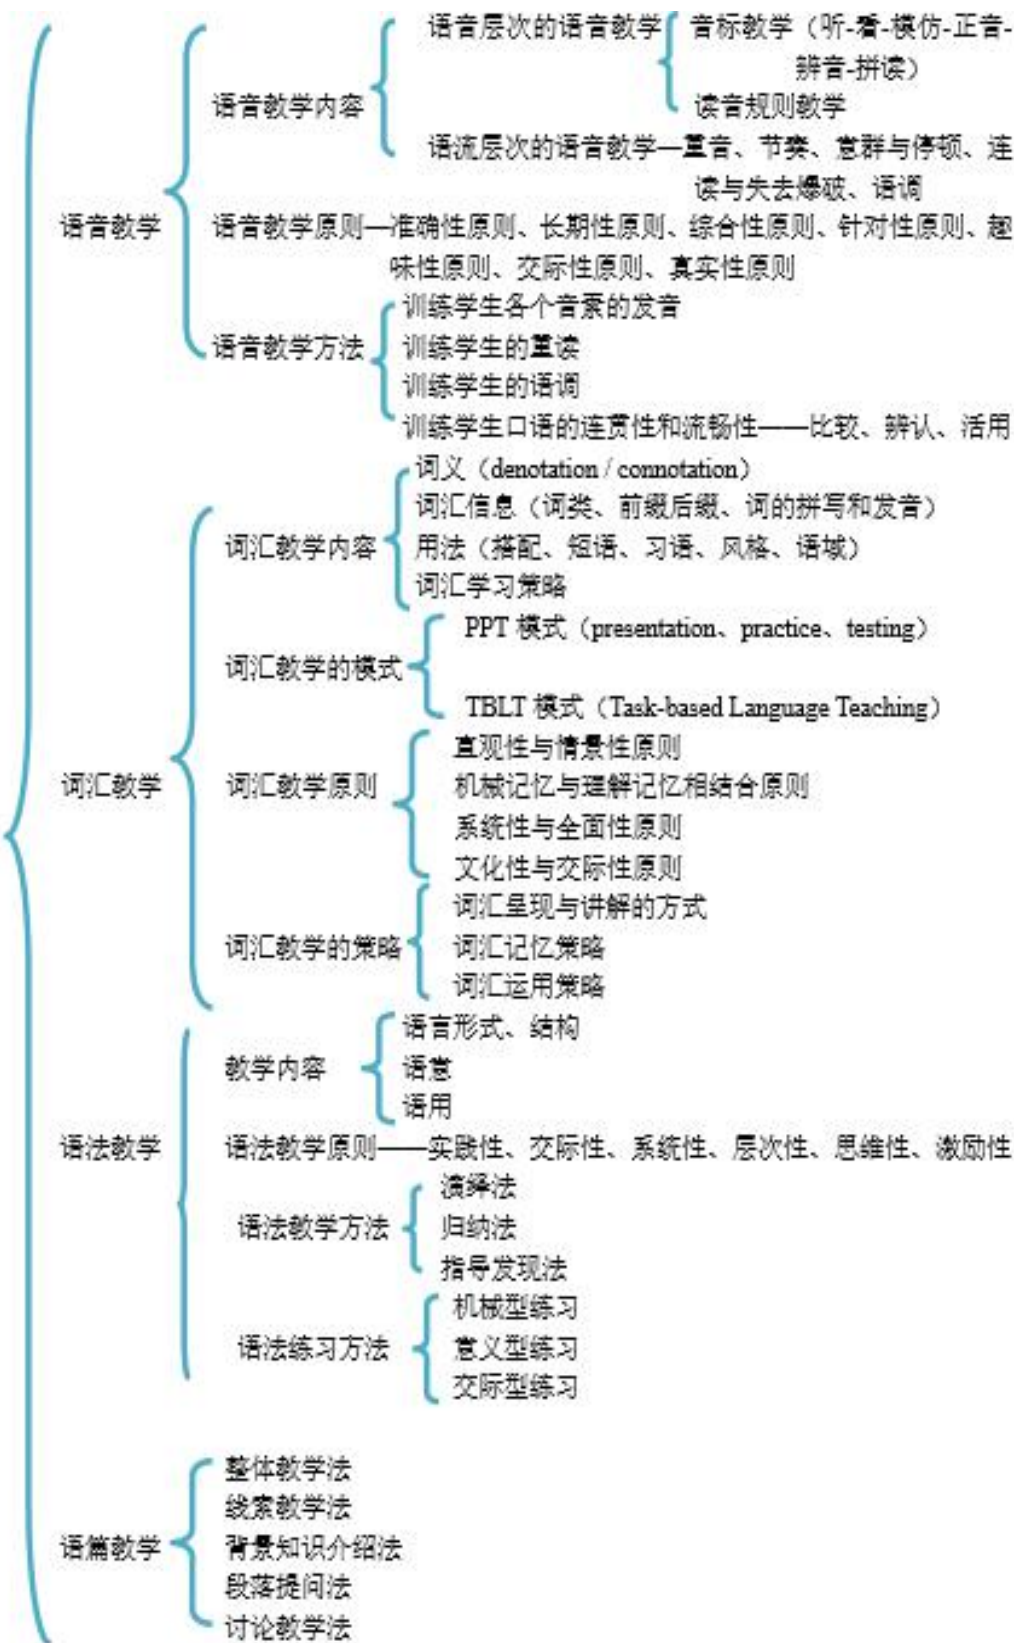 语音层次的语音教学 音标教学（听-看-模仿-正音-
辨音-拼读）
语音教学内容 读音规则教学
语流层次的语音教学—重音、节奏、意群与停顿、连
读与失去爆破、语调
语音教学 语音教学原则—准确性原则、长期性原则、综合性原则、针对性原则、趣
味性原则、交际性原则、真实性原则
训练学生各个音素的发音
语音教学方法 训练学生的重读
训练学生的语调
训练学生口语的连贯性和流畅性——比较、辨认、活用
词义（denotation / connotation）
词汇信息（词类、前缀后缀、词的拼写和发音）
词汇教学内容 用法（搭配、短语、习语、风格、语域）
词汇学习策略
PPT 模式（presentation、practice、testing）
词汇教学的模式
TBLT 模式（Task-based Language Teaching）
直观性与情景性原则
词汇教学 词汇教学原则 机械记忆与理解记忆相结合原则
系统性与全面性原则
文化性与交际性原则
词汇呈现与讲解的方式
词汇教学的策略 词汇记忆策略
词汇运用策略
语言形式、结构
教学内容 语意
语用
语法教学 语法教学原则——实践性、交际性、系统性、层次性、思维性、激励性
演绎法
语法教学方法 归纳法
指导发现法
机械型练习
语法练习方法 意义型练习
交际型练习
整体教学法
线索教学法
语篇教学 背景知识介绍法
段落提问法
讨论教学法